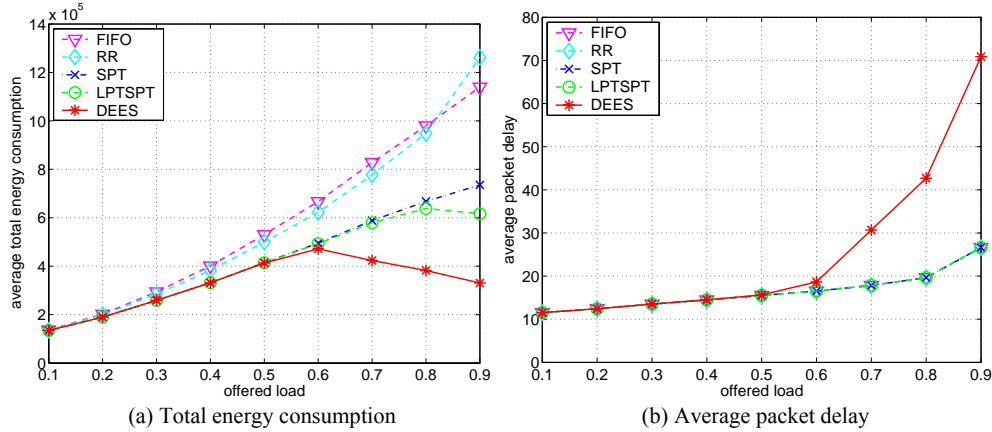 x 10^5
14
12
10
8
6
4
2
0
average total energy consumption
FIFO
RR
SPT
LPTSPT
DEES
0.1 0.2 0.3 0.4 0.5 0.6 0.7 0.8 0.9
offered load
(a) Total energy consumption
80
70
60
50
40
30
20
10
0
average packet delay
FIFO
RR
SPT
LPTSPT
DEES
0.1 0.2 0.3 0.4 0.5 0.6 0.7 0.8 0.9
offered load
(b) Average packet delay